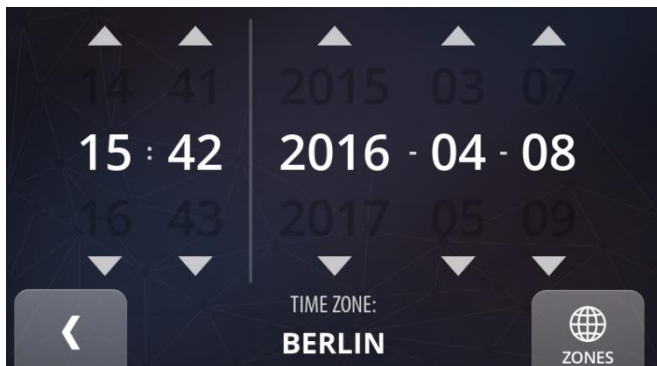 14 41 2015 03 07
15 : 42 2016 - 04 - 08
16 43 2017 05 09
TIME ZONE:
BERLIN
ZONES